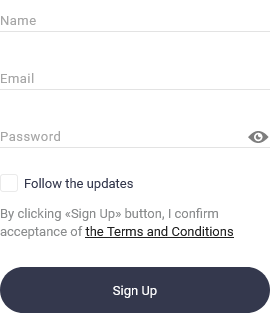 Name
Email
Password
Follow the updates
By clicking «Sign Up» button, I confirm
acceptance of the Terms and Conditions
Sign Up